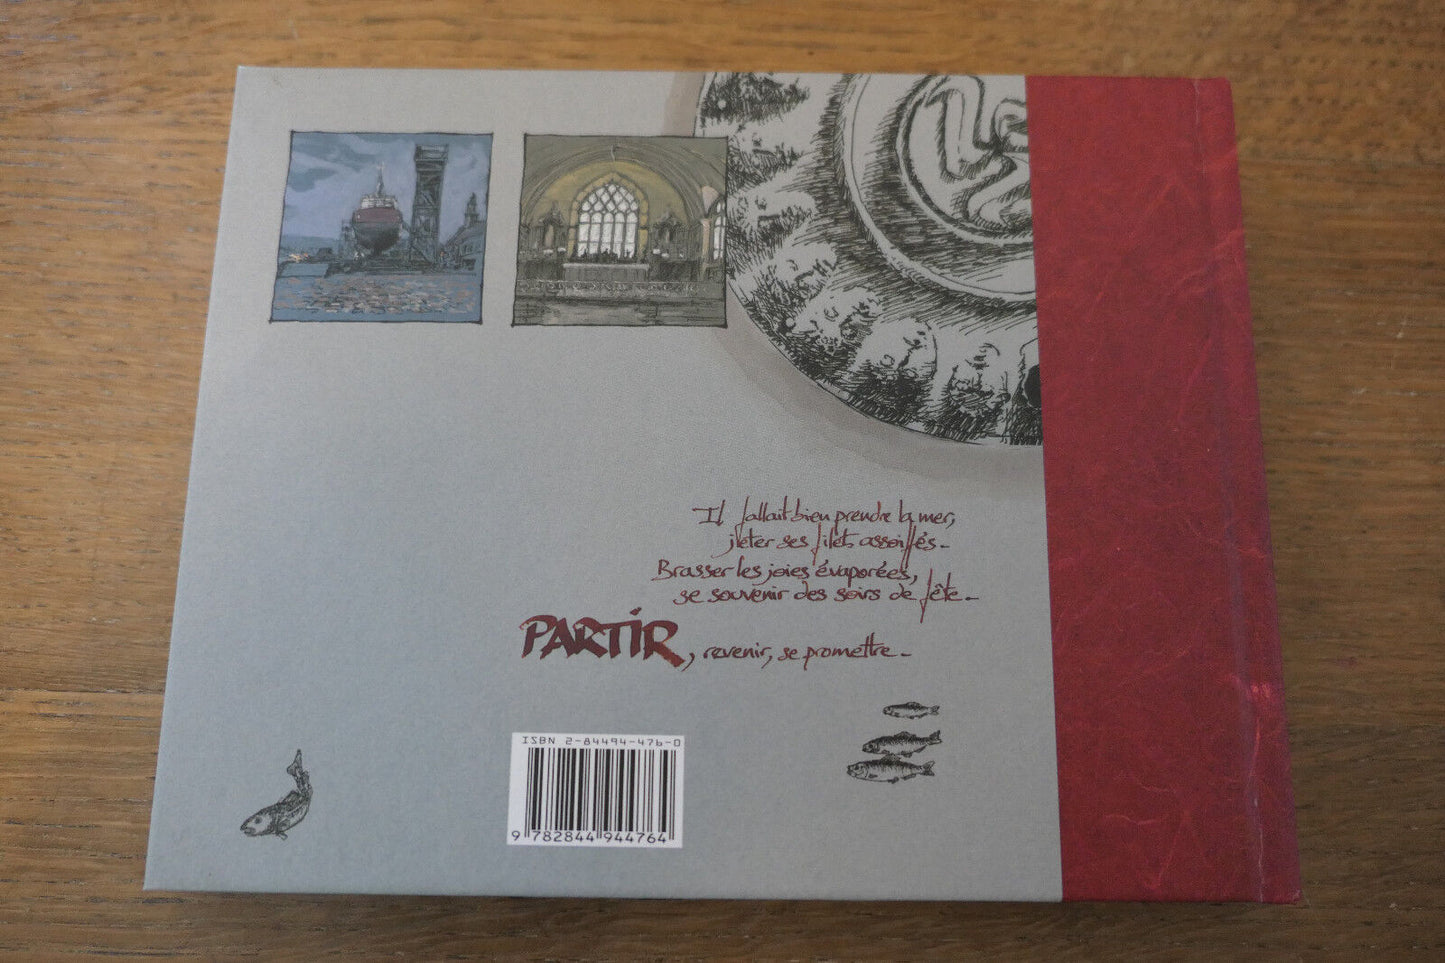 Il fallait bien prendre la mer,
jeter ses filets assoiffés.
Brasser les joies évaporées,
se souvenir des soirs de fête.
PARTIR, revenir, se promettre.
ISBN 2-84494-476-0
9 782844 944764